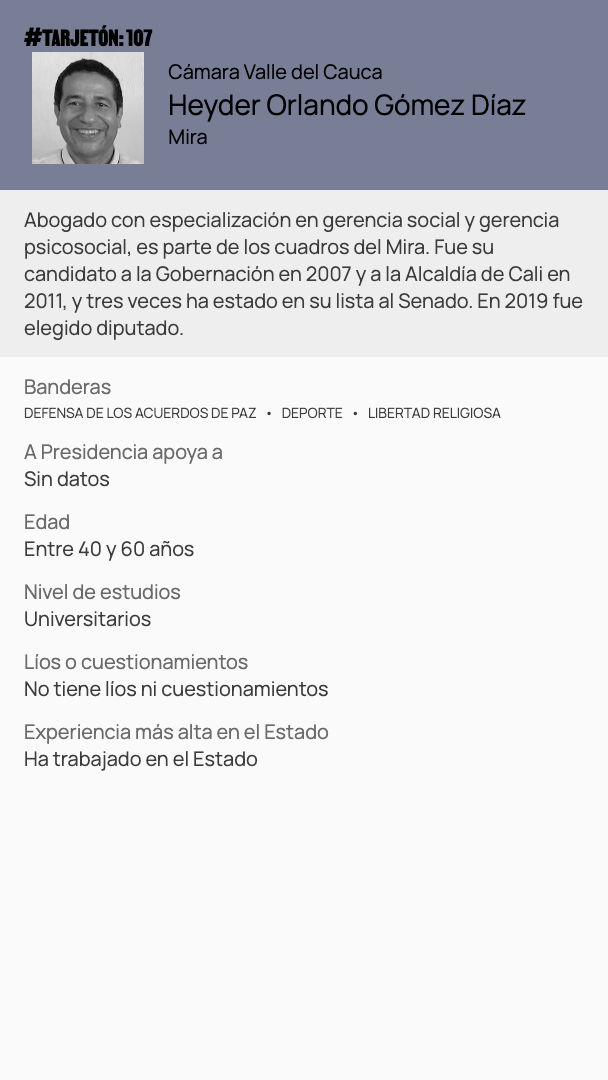 #TARJETÓN: 107
Cámara Valle del Cauca
Heyder Orlando Gómez Díaz
Mira
Abogado con especialización en gerencia social y gerencia
psicosocial, es parte de los cuadros del Mira. Fue su
candidato a la Gobernación en 2007 y a la Alcaldía de Cali en
2011, y tres veces ha estado en su lista al Senado. En 2019 fue
elegido diputado.
Banderas
DEFENSA DE LOS ACUERDOS DE PAZ • DEPORTE • LIBERTAD RELIGIOSA
A Presidencia apoya a
Sin datos
Edad
Entre 40 y 60 años
Nivel de estudios
Universitarios
Líos o cuestionamientos
No tiene líos ni cuestionamientos
Experiencia más alta en el Estado
Ha trabajado en el Estado